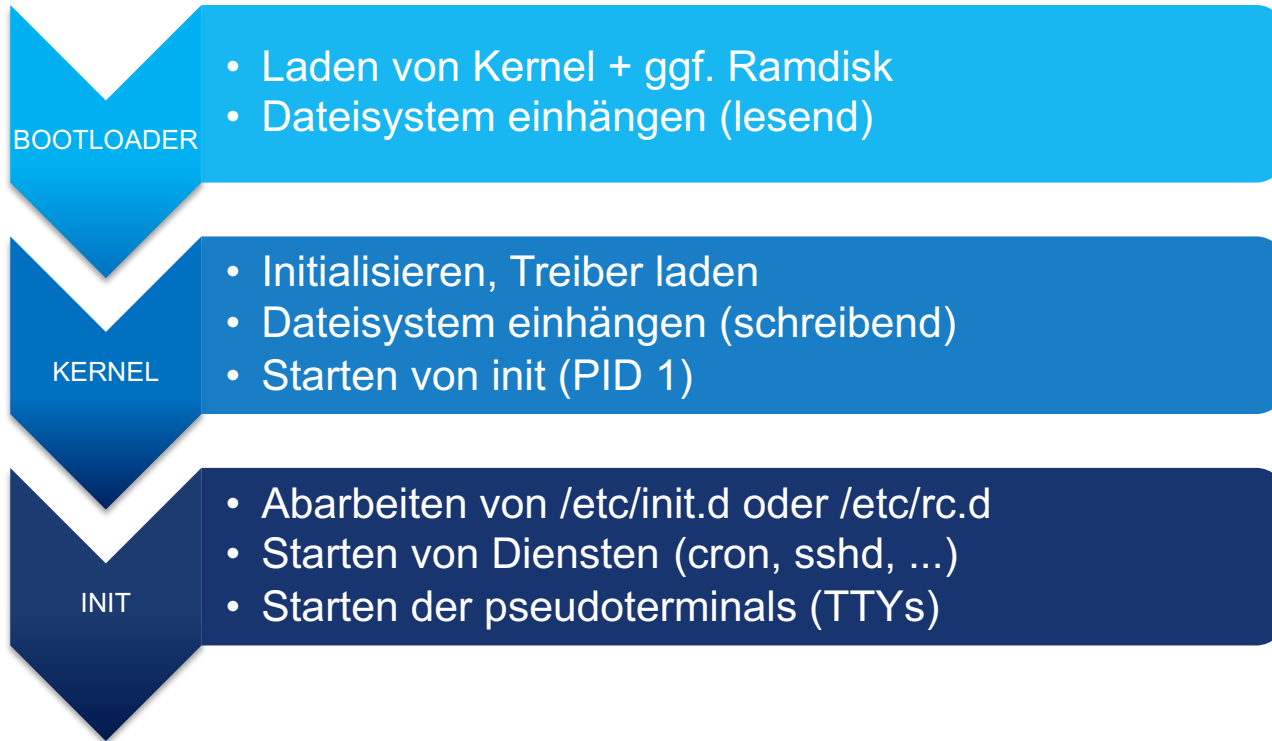 BOOTLOADER
• Laden von Kernel + ggf. Ramdisk
• Dateisystem einhängen (lesend)
KERNEL
• Initialisieren, Treiber laden
• Dateisystem einhängen (schreibend)
• Starten von init (PID 1)
INIT
• Abarbeiten von /etc/init.d oder /etc/rc.d
• Starten von Diensten (cron, sshd, ...)
• Starten der pseudoterminals (TTYs)